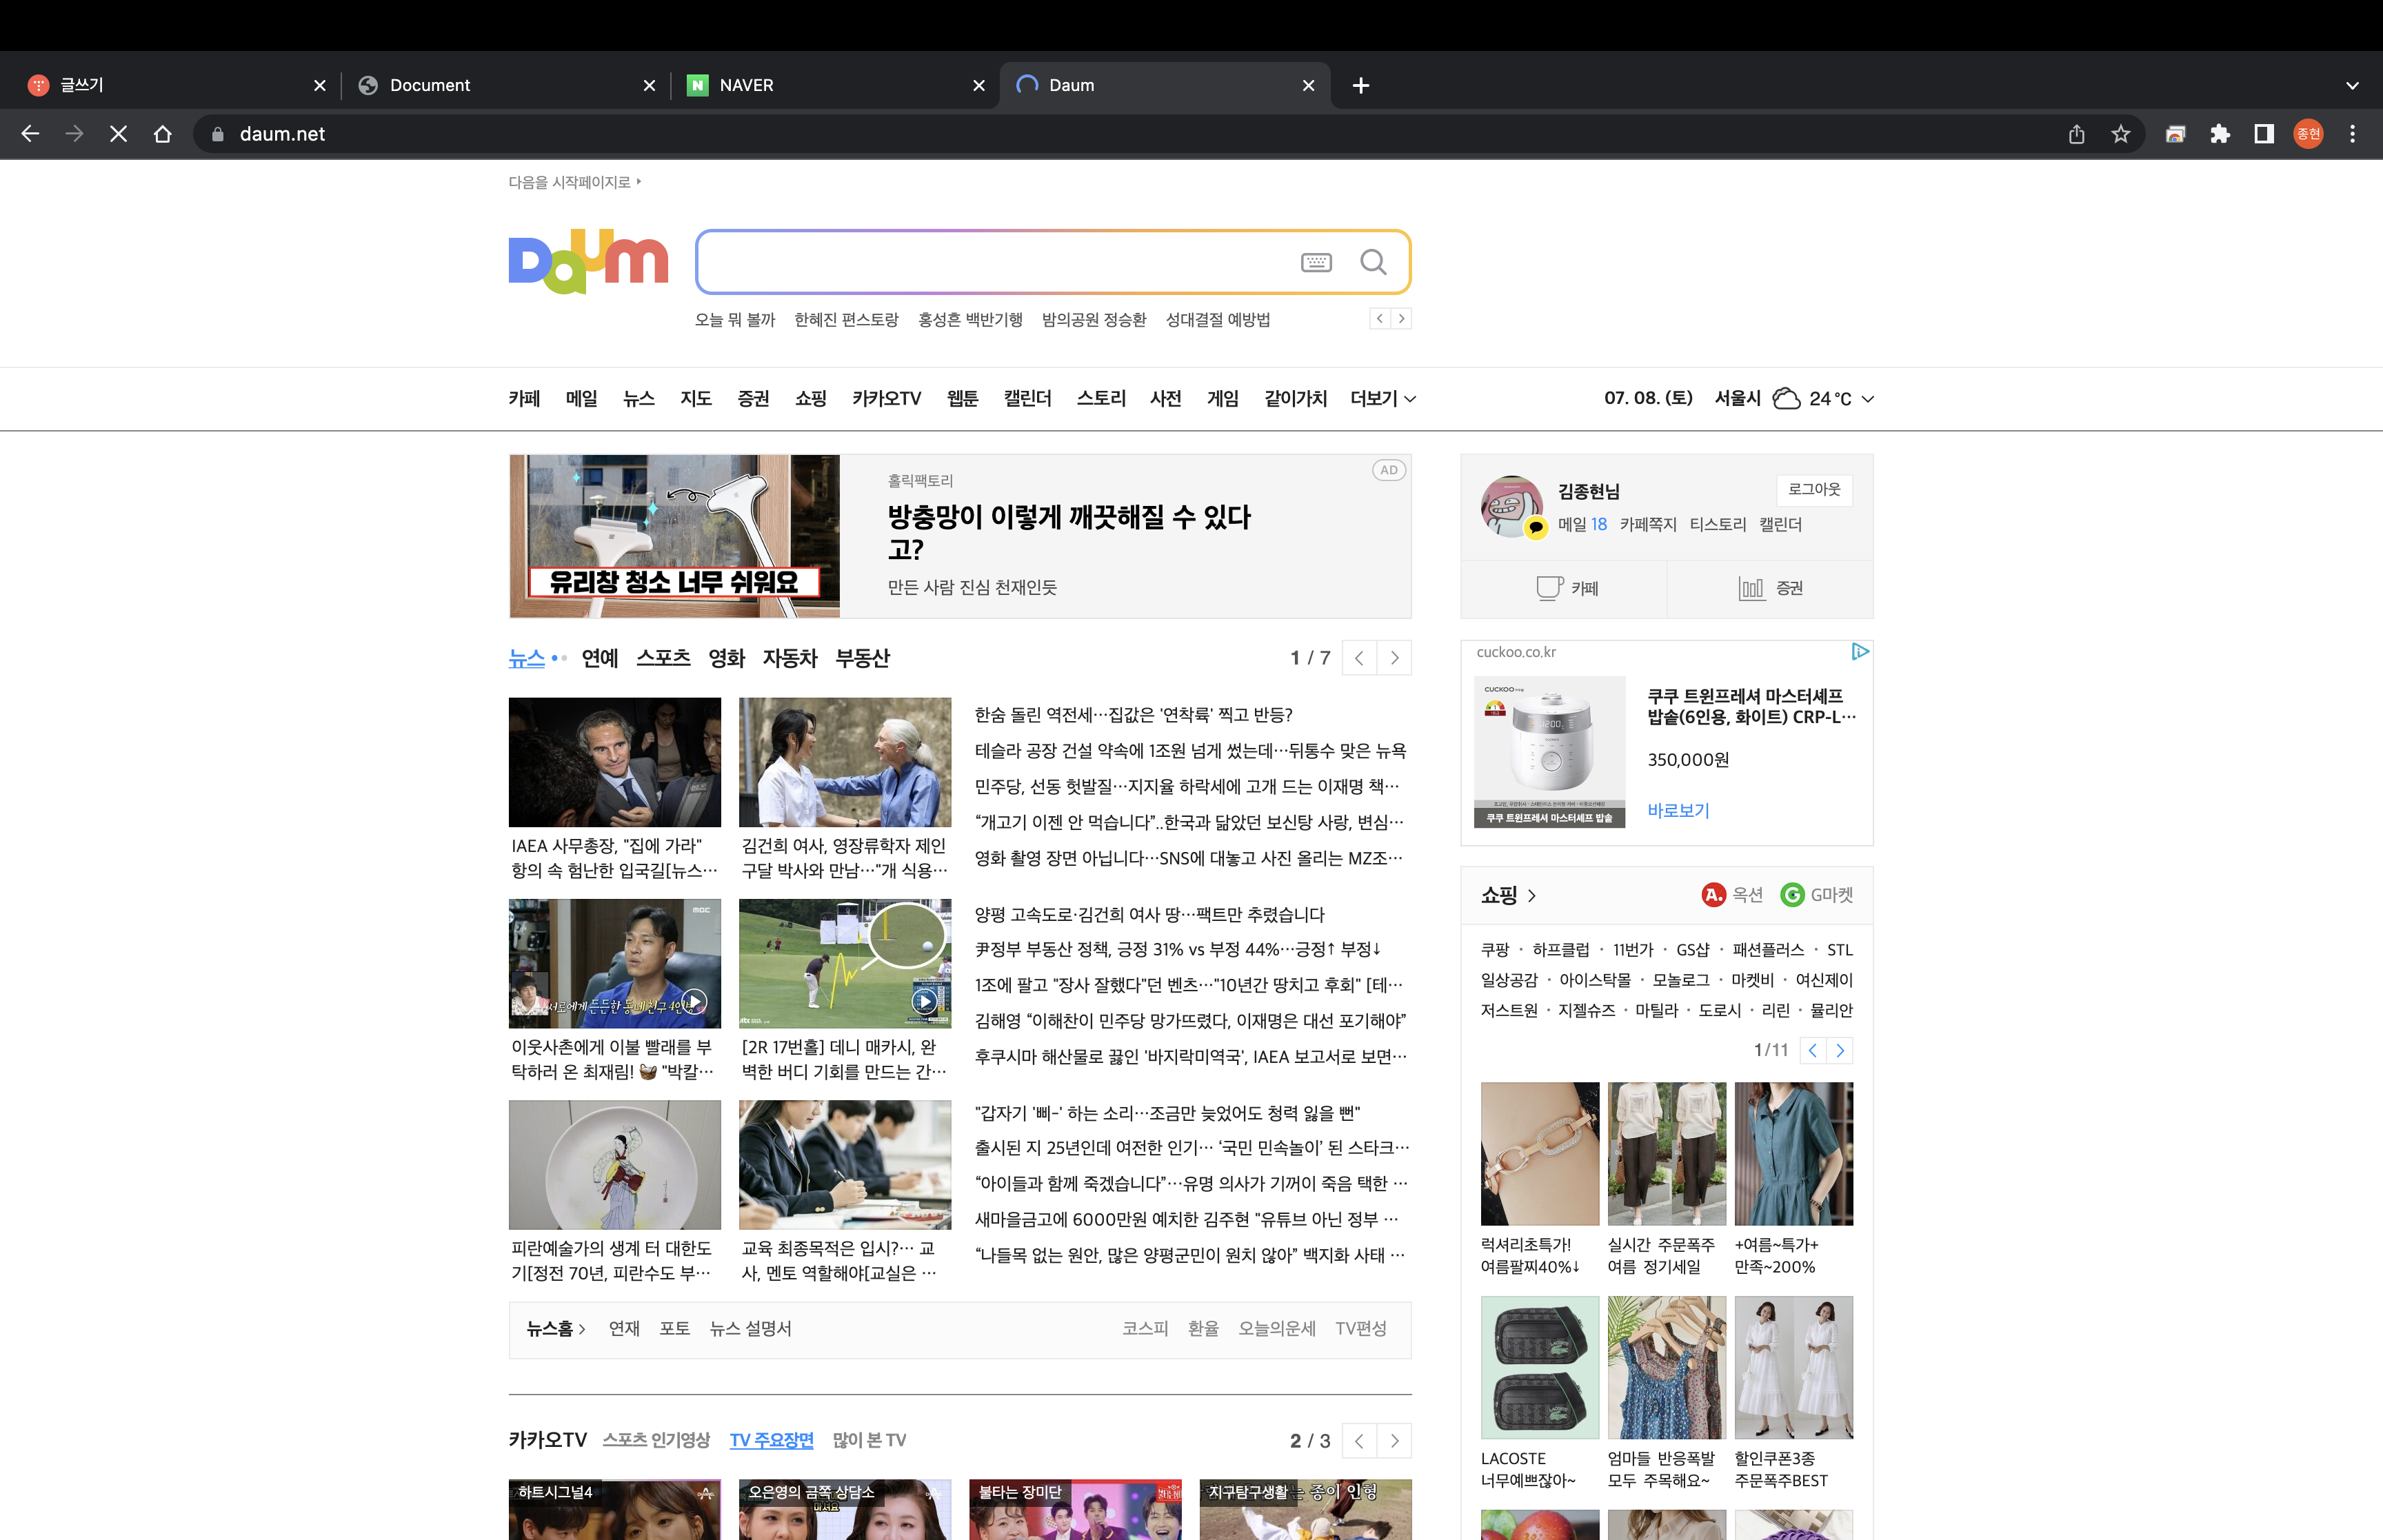 글쓰기
Document
NAVER
Daum
daum.net
종현
다음을 시작페이지로
Daum
오늘 뭐 볼까 한혜진 편스토랑 홍성흔 백반기행 밤의공원 정승환 성대결절 예방법
카페 메일 뉴스 지도 증권 쇼핑 카카오TV 웹툰 캘린더 스토리 사전 게임 같이가치 더보기
07. 08. (토) 서울시 24 ℃
유리창 청소 너무 쉬워요
홀릭팩토리
AD
방충망이 이렇게 깨끗해질 수 있다
고?
만든 사람 진심 천재인듯
김종현님
로그아웃
메일 18 카페쪽지 티스토리 캘린더
카페
증권
뉴스 연예 스포츠 영화 자동차 부동산
1 / 7
IAEA 사무총장, "집에 가라"
항의 속 험난한 입국길[뉴스…
김건희 여사, 영장류학자 제인
구달 박사와 만남…"개 식용…
MBC
서로에게 든든한 동네 친구 4인방
이웃사촌에게 이불 빨래를 부
탁하러 온 최재림! 🧺 "박칼…
[2R 17번홀] 데니 매카시, 완
벽한 버디 기회를 만드는 간…
피란예술가의 생계 터 대한도
기[정전 70년, 피란수도 부…
교육 최종목적은 입시?… 교
사, 멘토 역할해야[교실은 …
한숨 돌린 역전세…집값은 '연착륙' 찍고 반등?
테슬라 공장 건설 약속에 1조원 넘게 썼는데…뒤통수 맞은 뉴욕
민주당, 선동 헛발질…지지율 하락세에 고개 드는 이재명 책…
“개고기 이젠 안 먹습니다”..한국과 닮았던 보신탕 사랑, 변심…
영화 촬영 장면 아닙니다…SNS에 대놓고 사진 올리는 MZ조…
양평 고속도로·김건희 여사 땅…팩트만 추렸습니다
尹정부 부동산 정책, 긍정 31% vs 부정 44%…긍정↑ 부정↓
1조에 팔고 "장사 잘했다"던 벤츠…"10년간 땅치고 후회" [테…
김해영 “이해찬이 민주당 망가뜨렸다, 이재명은 대선 포기해야”
후쿠시마 해산물로 끓인 '바지락미역국', IAEA 보고서로 보면…
"갑자기 '삐-' 하는 소리…조금만 늦었어도 청력 잃을 뻔"
출시된 지 25년인데 여전한 인기… ‘국민 민속놀이’ 된 스타크…
“아이들과 함께 죽겠습니다”…유명 의사가 기꺼이 죽음 택한 …
새마을금고에 6000만원 예치한 김주현 "유튜브 아닌 정부 …
“나들목 없는 원안, 많은 양평군민이 원치 않아” 백지화 사태 …
뉴스홈 연재 포토 뉴스 설명서
코스피 환율 오늘의운세 TV편성
카카오TV 스포츠 인기영상 TV 주요장면 많이 본 TV
2 / 3
하트시그널4
오은영의 금쪽 상담소
불타는 장미단
지구탐구생활
종이 인형
cuckoo.co.kr
CUCKOO
쿠쿠 트윈프레셔 마스터셰프 밥솥
쿠쿠 트윈프레셔 마스터셰프
밥솥(6인용, 화이트) CRP-L…
350,000원
바로보기
쇼핑
A. 옥션
G G마켓
쿠팡 · 하프클럽 · 11번가 · GS샵 · 패션플러스 · STL
일상공감 · 아이스탁몰 · 모놀로그 · 마켓비 · 여신제이
저스트원 · 지젤슈즈 · 마틸라 · 도로시 · 리린 · 뮬리안
1/11
럭셔리초특가!
여름팔찌40%↓
실시간 주문폭주
여름 정기세일
+여름~특가+
만족~200%
LACOSTE
너무예쁘잖아~
엄마들 반응폭발
모두 주목해요~
할인쿠폰3종
주문폭주BEST